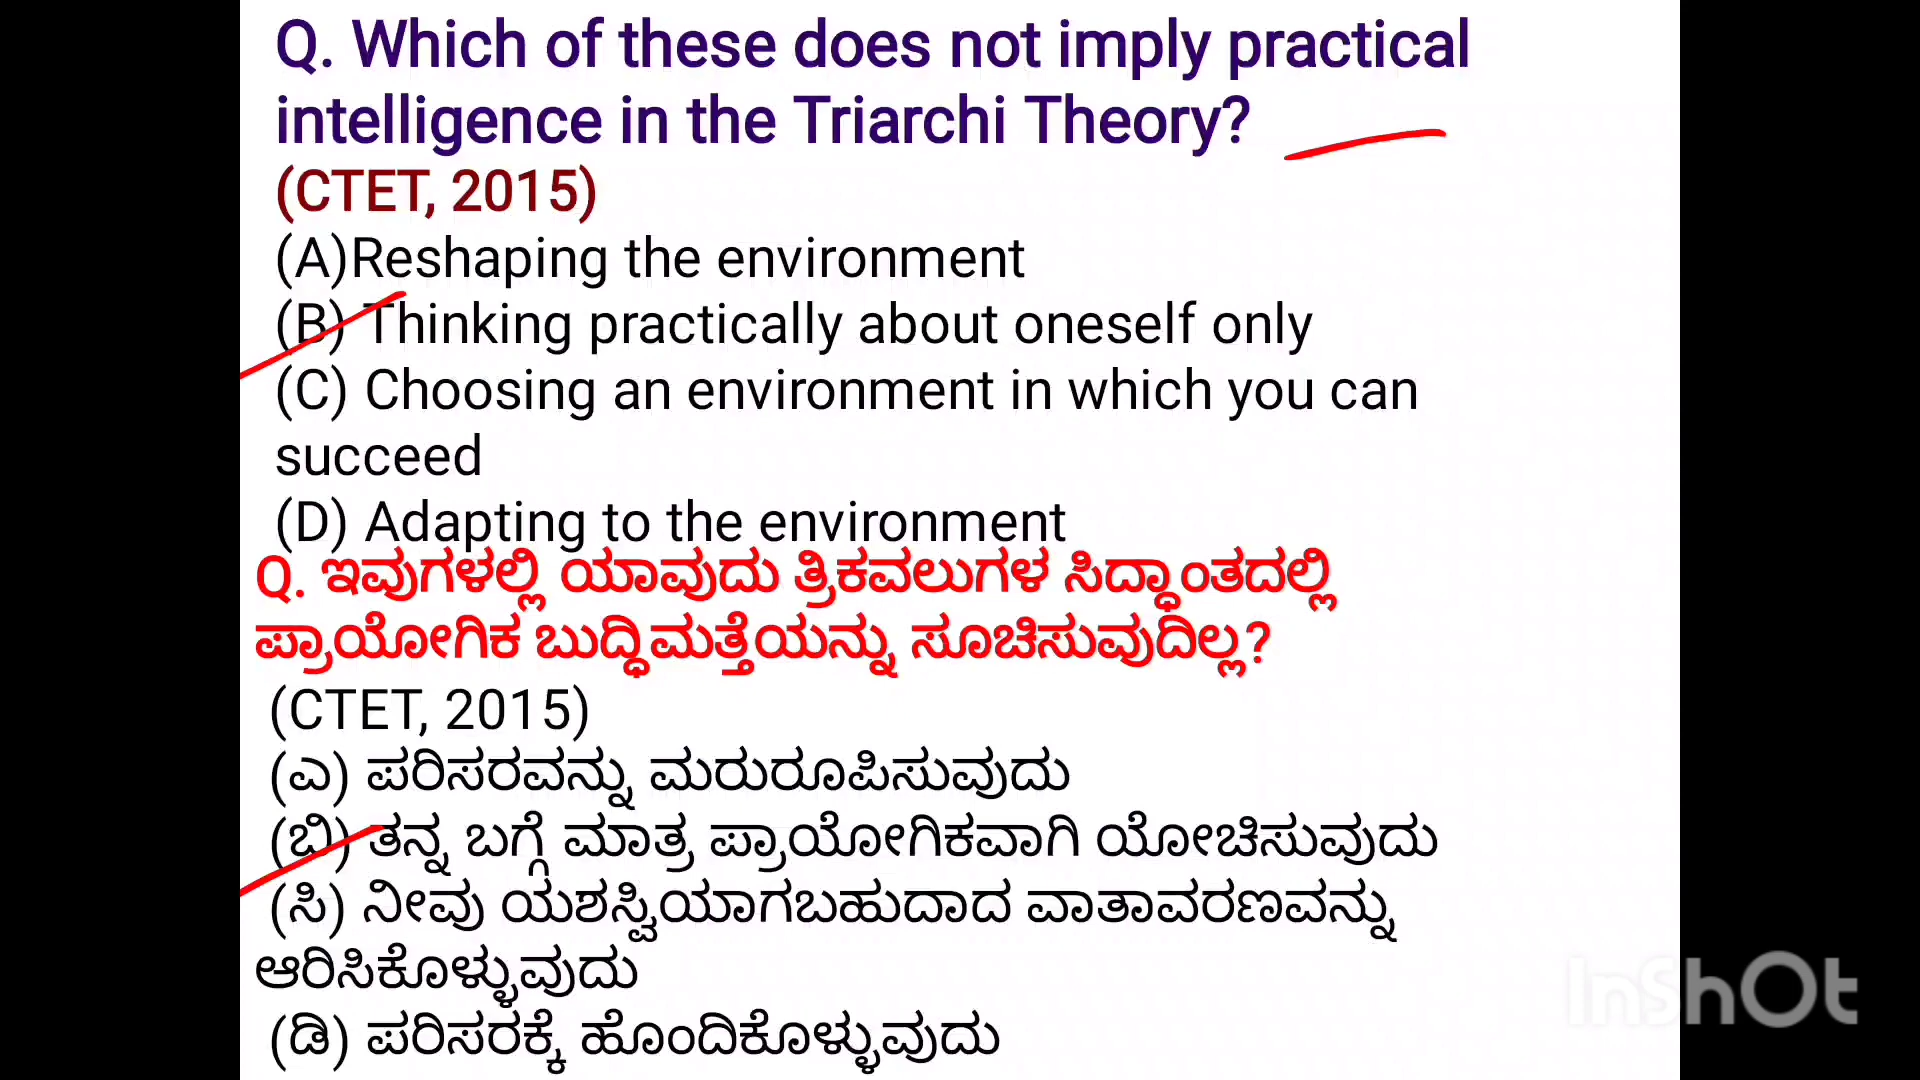 Q. Which of these does not imply practical
intelligence in the Triarchi Theory?
(CTET, 2015)
(A)Reshaping the environment
(B) Thinking practically about oneself only
(C) Choosing an environment in which you can
succeed
(D) Adapting to the environment
Q. ಇವುಗಳಲ್ಲಿ ಯಾವುದು ತ್ರಿಕವಲುಗಳ ಸಿದ್ಧಾಂತದಲ್ಲಿ
ಪ್ರಾಯೋಗಿಕ ಬುದ್ಧಿಮತ್ತೆಯನ್ನು ಸೂಚಿಸುವುದಿಲ್ಲ?
(CTET, 2015)
(ಎ) ಪರಿಸರವನ್ನು ಮರುರೂಪಿಸುವುದು
(ಬಿ) ತನ್ನ ಬಗ್ಗೆ ಮಾತ್ರ ಪ್ರಾಯೋಗಿಕವಾಗಿ ಯೋಚಿಸುವುದು
(ಸಿ) ನೀವು ಯಶಸ್ವಿಯಾಗಬಹುದಾದ ವಾತಾವರಣವನ್ನು
ಆರಿಸಿಕೊಳ್ಳುವುದು
(ಡಿ) ಪರಿಸರಕ್ಕೆ ಹೊಂದಿಕೊಳ್ಳುವುದು
InShOt